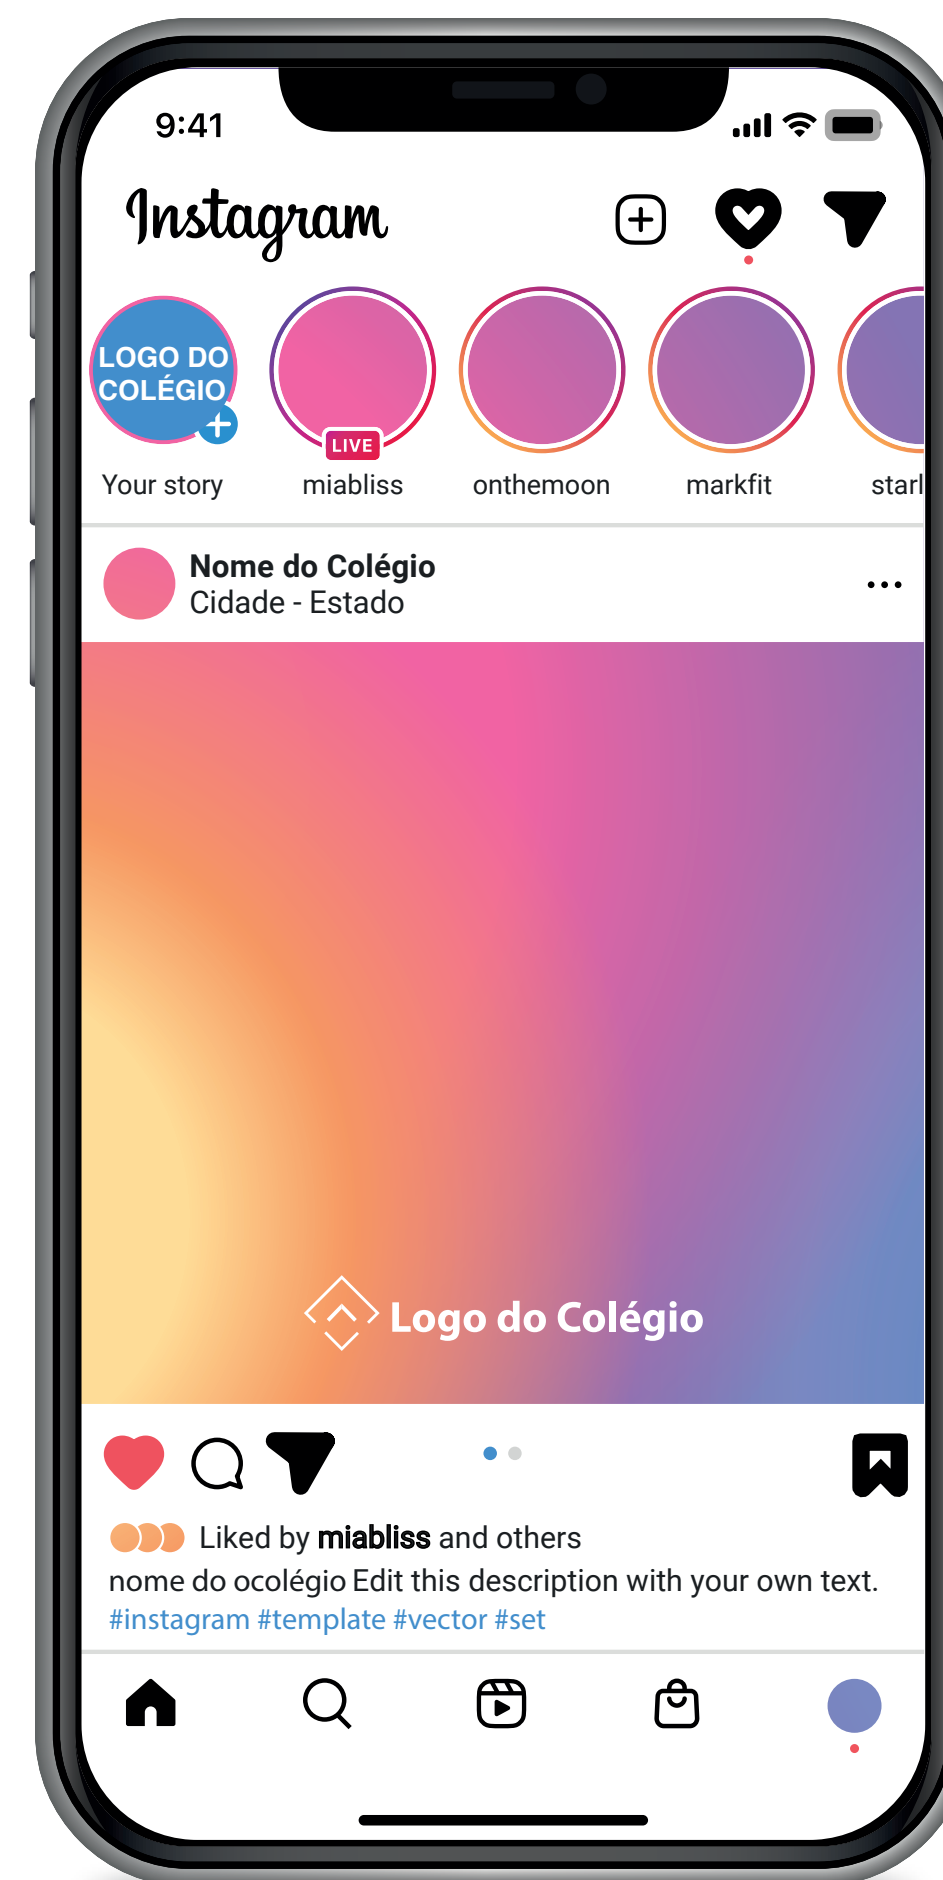 9:41
Instagram
LOGO DO
COLÉGIO
LIVE
Your story
miabliss
onthemoon
markfit
starl
Nome do Colégio
Cidade - Estado
Logo do Colégio
Liked by miabliss and others
nome do ocolégio Edit this description with your own text.
#instagram #template #vector #set